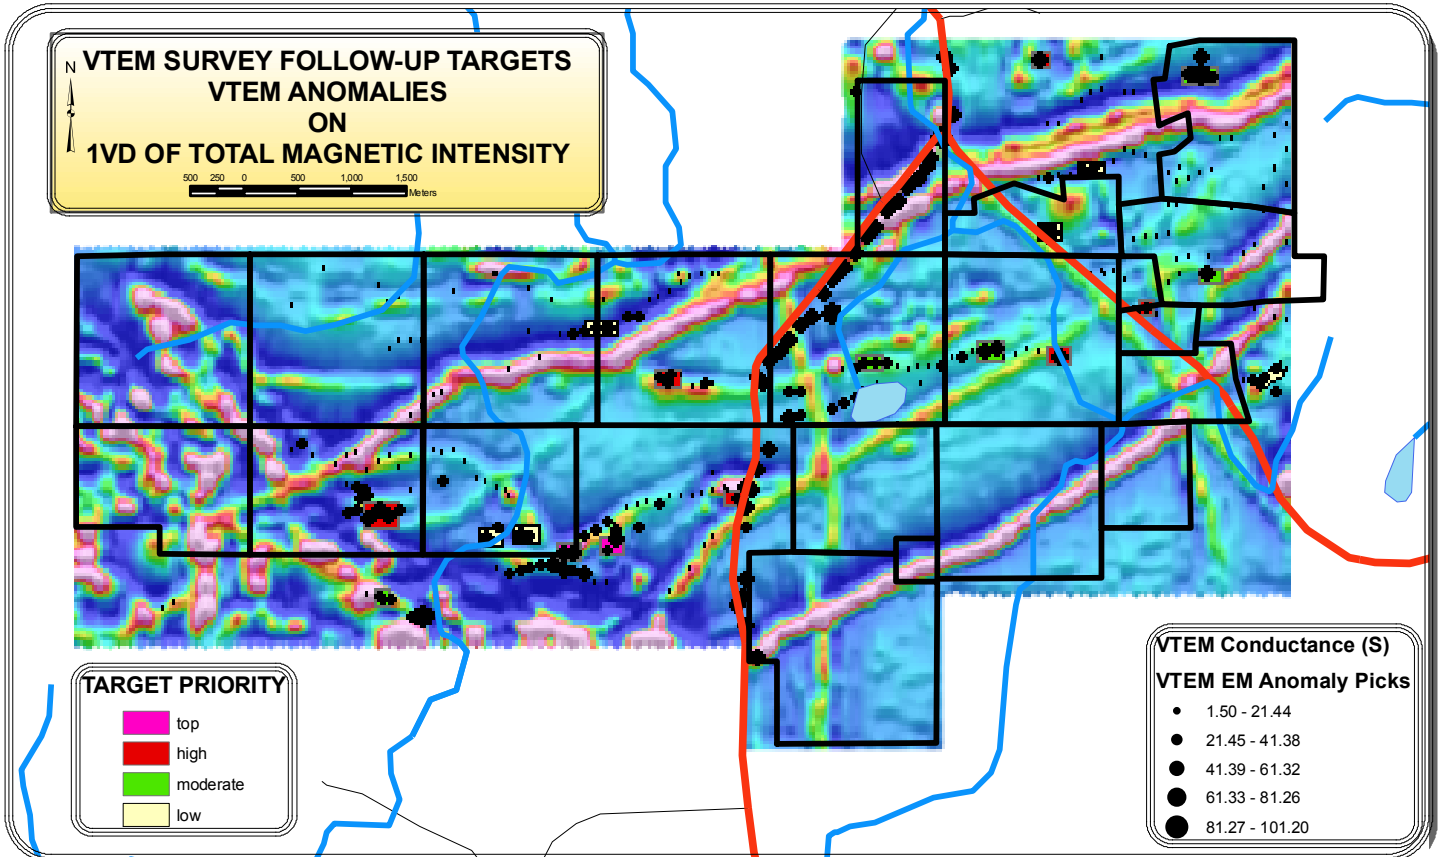 N
VTEM SURVEY FOLLOW-UP TARGETS
VTEM ANOMALIES
ON
1VD OF TOTAL MAGNETIC INTENSITY
500 250 0 500 1,000 1,500
Meters
TARGET PRIORITY
top
high
moderate
low
VTEM Conductance (S)
VTEM EM Anomaly Picks
1.50 - 21.44
21.45 - 41.38
41.39 - 61.32
61.33 - 81.26
81.27 - 101.20